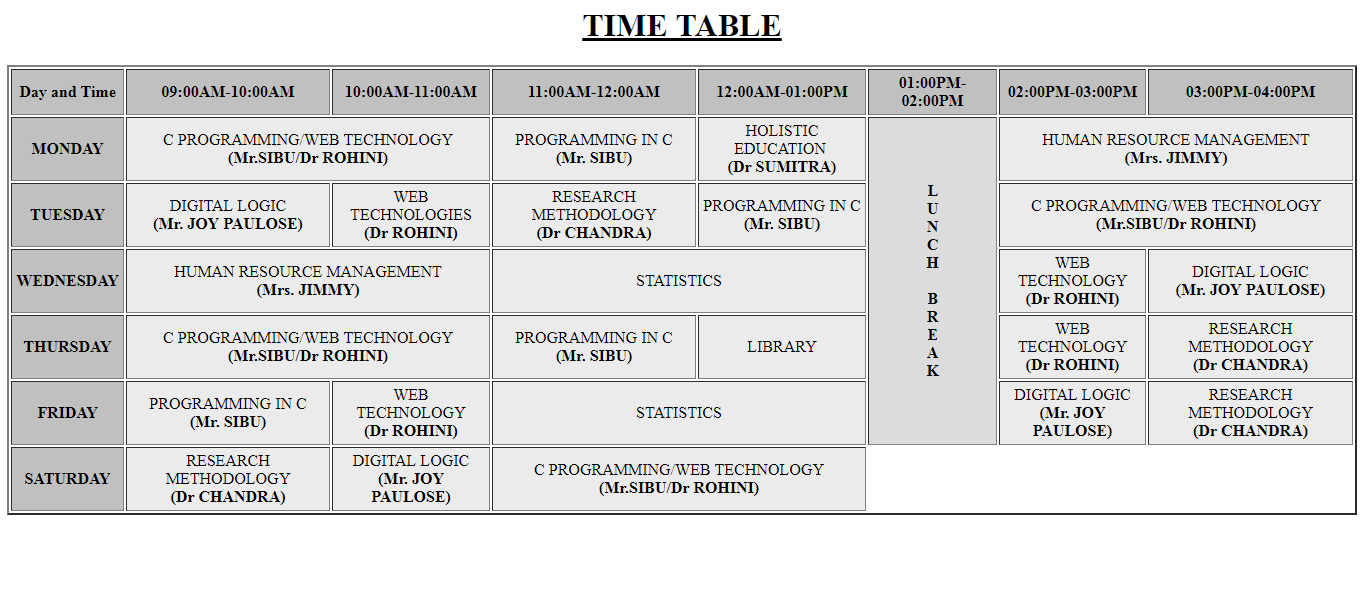 TIME TABLE
Day and Time
09:00AM-10:00AM
10:00AM-11:00AM
11:00AM-12:00AM
12:00AM-01:00PM
01:00PM-
02:00PM
02:00PM-03:00PM
03:00PM-04:00PM
MONDAY
C PROGRAMMING/WEB TECHNOLOGY
(Mr.SIBU/Dr ROHINI)
PROGRAMMING IN C
(Mr. SIBU)
HOLISTIC
EDUCATION
(Dr SUMITRA)
L
U
N
C
H
B
R
E
A
K
HUMAN RESOURCE MANAGEMENT
(Mrs. JIMMY)
TUESDAY
DIGITAL LOGIC
(Mr. JOY PAULOSE)
WEB
TECHNOLOGIES
(Dr ROHINI)
RESEARCH
METHODOLOGY
(Dr CHANDRA)
PROGRAMMING IN C
(Mr. SIBU)
C PROGRAMMING/WEB TECHNOLOGY
(Mr.SIBU/Dr ROHINI)
WEDNESDAY
HUMAN RESOURCE MANAGEMENT
(Mrs. JIMMY)
STATISTICS
WEB
TECHNOLOGY
(Dr ROHINI)
DIGITAL LOGIC
(Mr. JOY PAULOSE)
THURSDAY
C PROGRAMMING/WEB TECHNOLOGY
(Mr.SIBU/Dr ROHINI)
PROGRAMMING IN C
(Mr. SIBU)
LIBRARY
WEB
TECHNOLOGY
(Dr ROHINI)
RESEARCH
METHODOLOGY
(Dr CHANDRA)
FRIDAY
PROGRAMMING IN C
(Mr. SIBU)
WEB
TECHNOLOGY
(Dr ROHINI)
STATISTICS
DIGITAL LOGIC
(Mr. JOY
PAULOSE)
RESEARCH
METHODOLOGY
(Dr CHANDRA)
SATURDAY
RESEARCH
METHODOLOGY
(Dr CHANDRA)
DIGITAL LOGIC
(Mr. JOY
PAULOSE)
C PROGRAMMING/WEB TECHNOLOGY
(Mr.SIBU/Dr ROHINI)